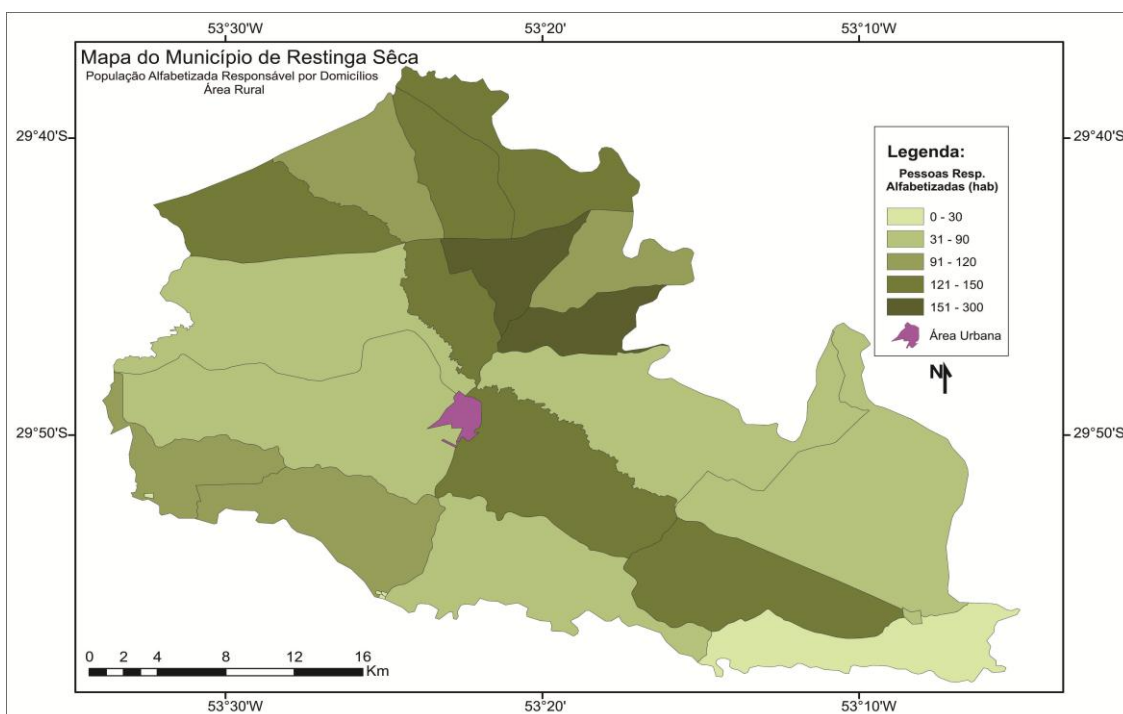 53°30'W 53°20'W 53°10'W
Mapa do Município de Restinga Sêca
População Alfabetizada Responsável por Domicílios
Área Rural
29°40'S 29°40'S
Legenda:
Pessoas Resp.
Alfabetizadas (hab)
0 - 30
31 - 90
91 - 120
121 - 150
151 - 300
Área Urbana
N
29°50'S 29°50'S
0 2 4 8 12 16
Km
53°30'W 53°20'W 53°10'W